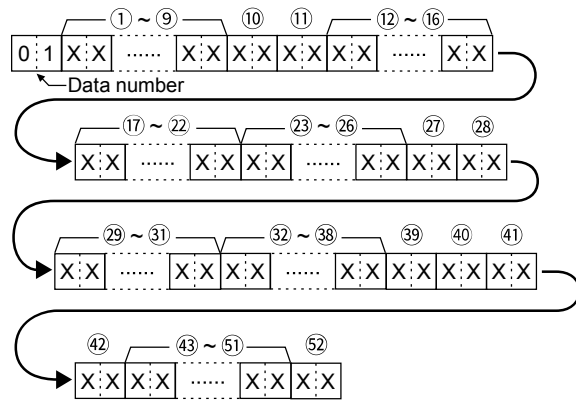 ① ~ ⑨ ⑩ ⑪ ⑫ ~ ⑯
0 1 X X ...... X X X X X X X X ...... X X
Data number
⑰ ~ ㉒ ㉓ ~ ㉖ ㉗ ㉘
X X ...... X X X X ...... X X X X X X
㉙ ~ ㉛ ㉜ ~ ㊳ ㊴ ㊵ ㊶
X X ...... X X X X ...... X X X X X X X X
㊷ ㊸ ~ 51 52
X X X X ...... X X X X